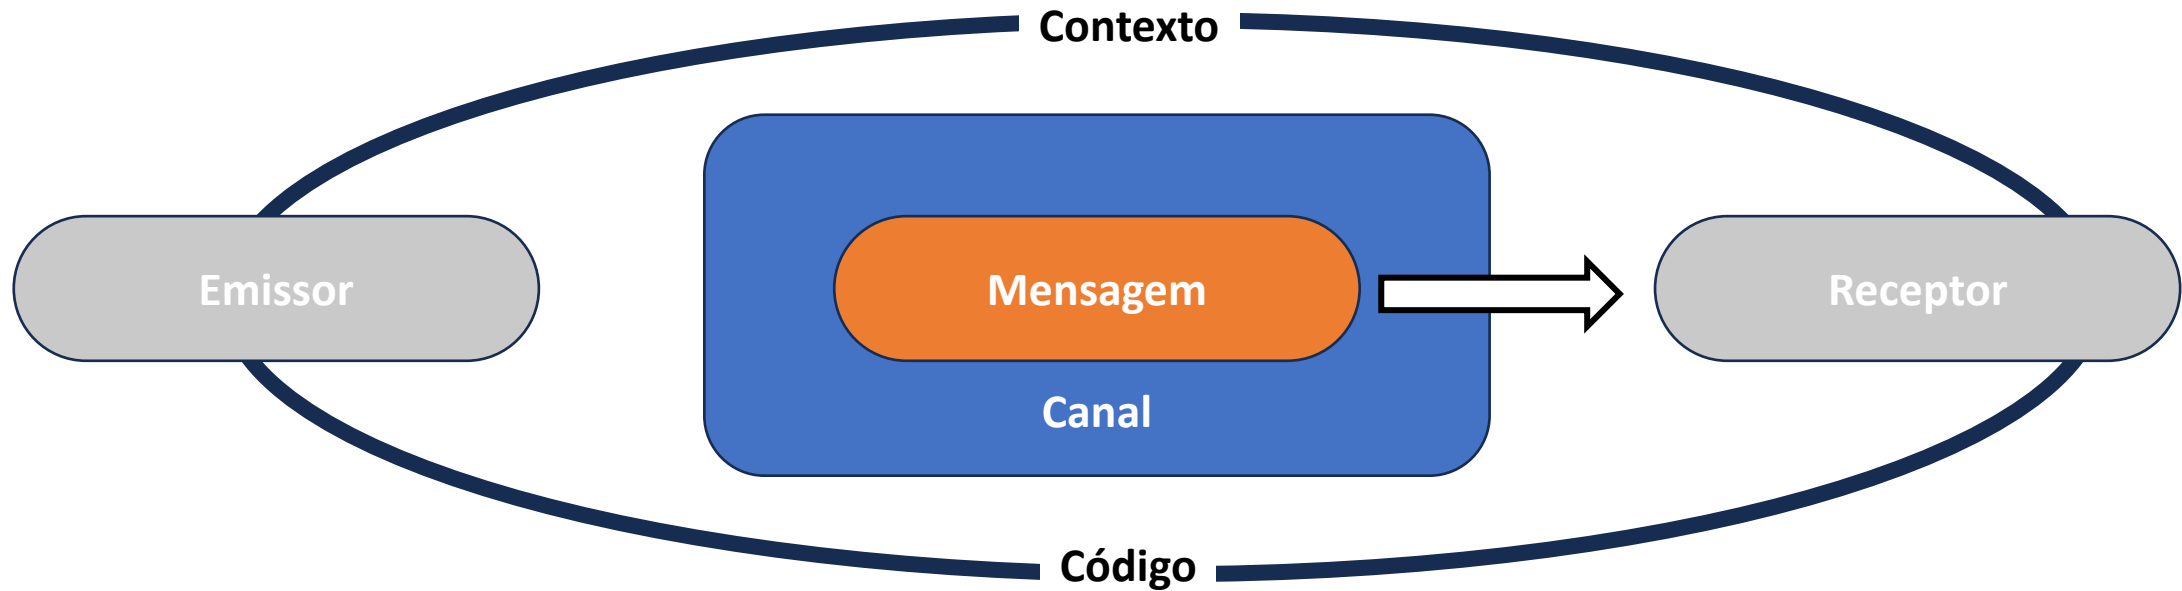 Contexto
Emissor
Mensagem
Receptor
Canal
Código